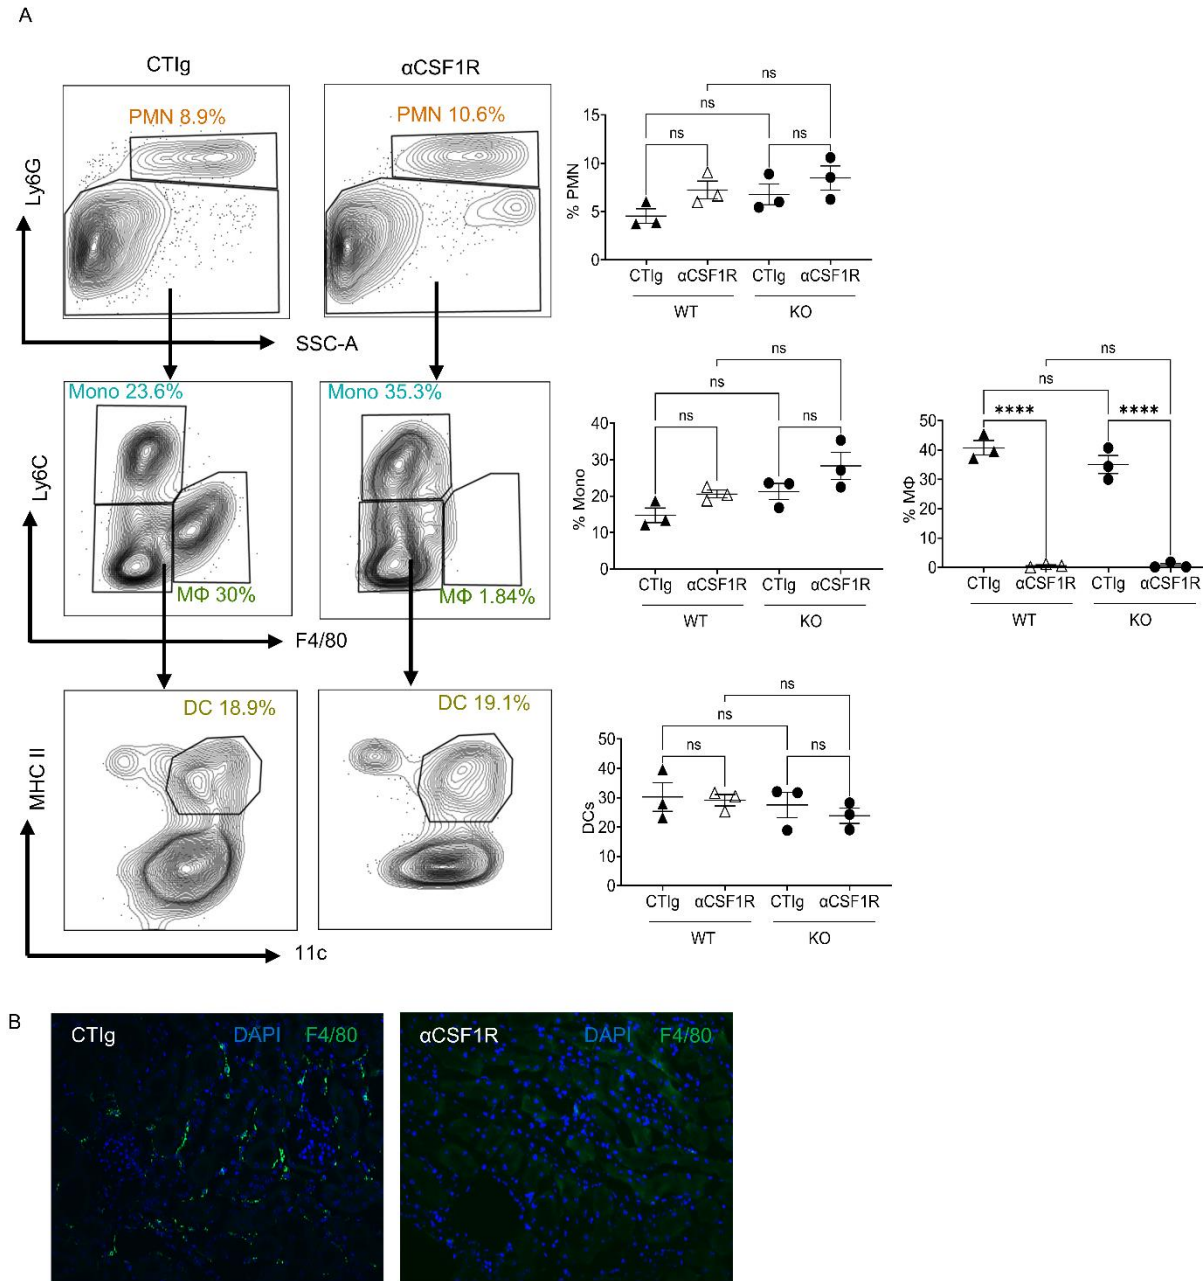 A
CTIg
αCSF1R
PMN 8.9%
PMN 10.6%
Ly6G
SSC-A
ns
ns
ns
ns
% PMN
15
10
5
0
CTIg αCSF1R CTIg αCSF1R
WT KO
Mono 23.6%
Mono 35.3%
Ly6C
MΦ 30%
MΦ 1.84%
F4/80
ns
ns
ns
ns
% Mono
40
30
20
10
0
CTIg αCSF1R CTIg αCSF1R
WT KO
ns
ns
**** ****
% MΦ
50
40
30
20
10
0
CTIg αCSF1R CTIg αCSF1R
WT KO
DC 18.9%
DC 19.1%
MHC II
11c
ns
ns
ns
ns
DCs
50
40
30
20
10
0
CTIg αCSF1R CTIg αCSF1R
WT KO
B
CTIg DAPI F4/80
αCSF1R DAPI F4/80